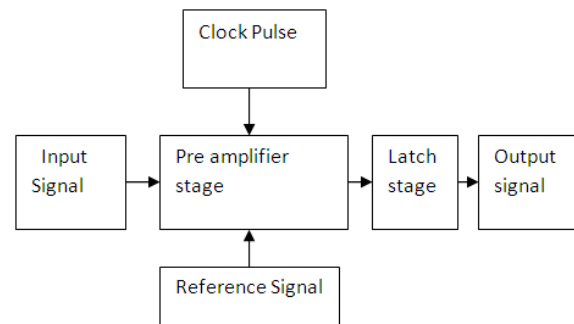 Clock Pulse
Input
Signal
Pre amplifier
stage
Latch
stage
Output
signal
Reference Signal